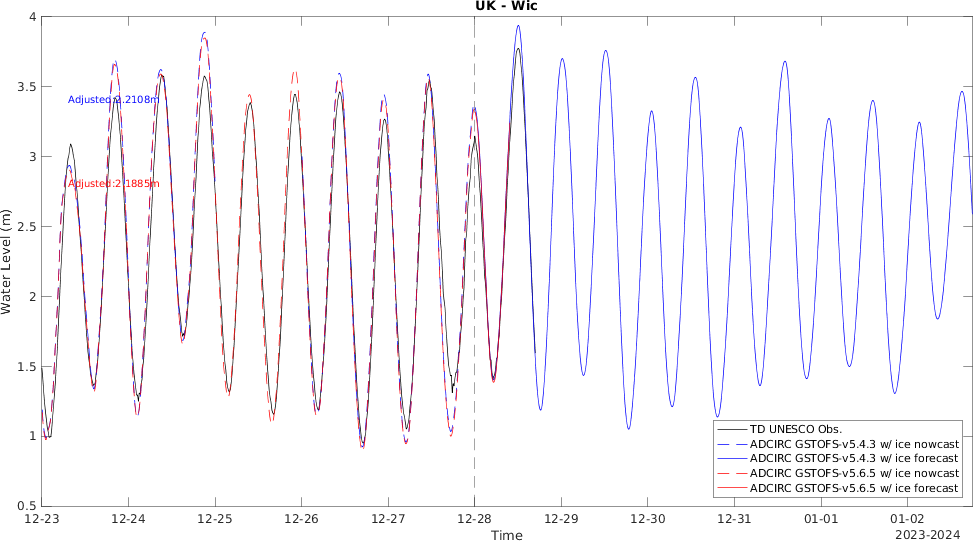 UK - Wic
4
3.5
3
2.5
2
1.5
1
0.5
Water Level (m)
Adjusted:2.2108m
Adjusted:2.1885m
TD UNESCO Obs.
ADCIRC GSTOFS-v5.4.3 w/ ice nowcast
ADCIRC GSTOFS-v5.4.3 w/ ice forecast
ADCIRC GSTOFS-v5.6.5 w/ ice nowcast
ADCIRC GSTOFS-v5.6.5 w/ ice forecast
12-23 12-24 12-25 12-26 12-27 12-28 12-29 12-30 12-31 01-01 01-02
Time
2023-2024